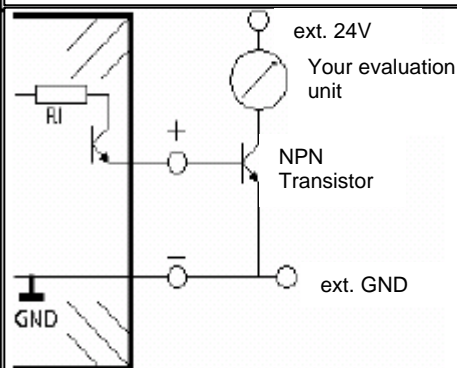 ext. 24V
Your evaluation
unit
RI
+
NPN
Transistor
−
ext. GND
GND